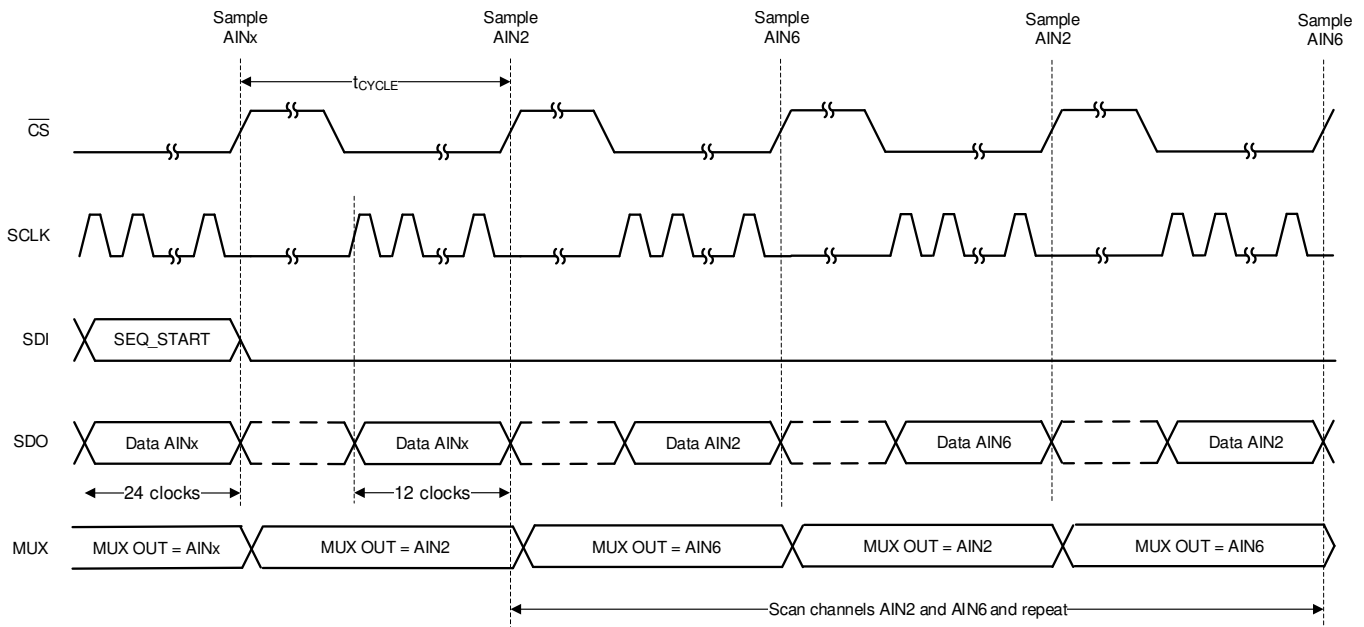 Sample
AINx
Sample
AIN2
Sample
AIN6
Sample
AIN2
Sample
AIN6
tCYCLE
CS
SCLK
SDI
SEQ_START
SDO
Data AINx
Data AINx
Data AIN2
Data AIN6
Data AIN2
24 clocks
12 clocks
MUX
MUX OUT = AINx
MUX OUT = AIN2
MUX OUT = AIN6
MUX OUT = AIN2
MUX OUT = AIN6
Scan channels AIN2 and AIN6 and repeat